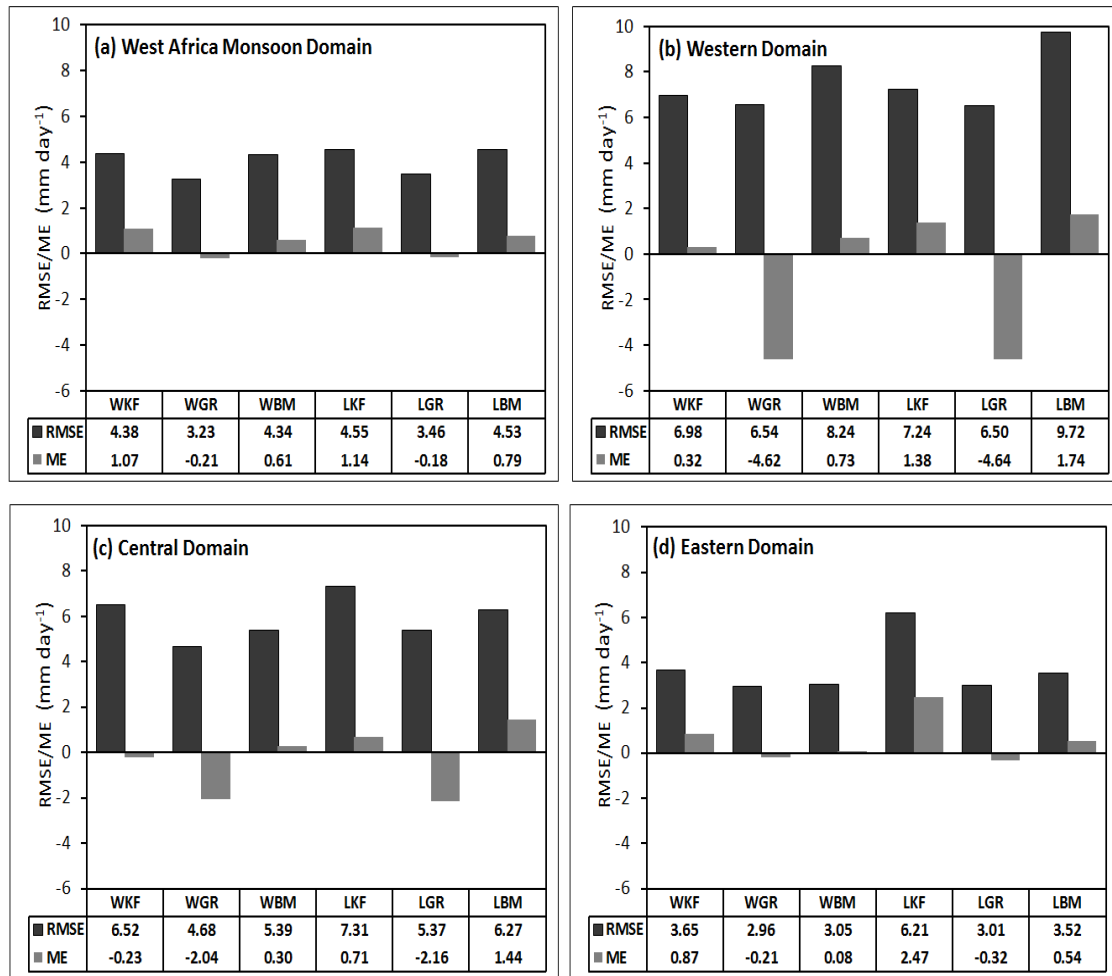 (a) West Africa Monsoon Domain
RMSE/ME (mm day⁻¹)
10
8
6
4
2
0
-2
-4
-6
WKF WGR WBM LKF LGR LBM
RMSE 4.38 3.23 4.34 4.55 3.46 4.53
ME 1.07 -0.21 0.61 1.14 -0.18 0.79
(b) Western Domain
RMSE/ME (mm day⁻¹)
10
8
6
4
2
0
-2
-4
-6
WKF WGR WBM LKF LGR LBM
RMSE 6.98 6.54 8.24 7.24 6.50 9.72
ME 0.32 -4.62 0.73 1.38 -4.64 1.74
(c) Central Domain
RMSE/ME (mm day⁻¹)
10
8
6
4
2
0
-2
-4
-6
WKF WGR WBM LKF LGR LBM
RMSE 6.52 4.68 5.39 7.31 5.37 6.27
ME -0.23 -2.04 0.30 0.71 -2.16 1.44
(d) Eastern Domain
RMSE/ME (mm day⁻¹)
10
8
6
4
2
0
-2
-4
-6
WKF WGR WBM LKF LGR LBM
RMSE 3.65 2.96 3.05 6.21 3.01 3.52
ME 0.87 -0.21 0.08 2.47 -0.32 0.54